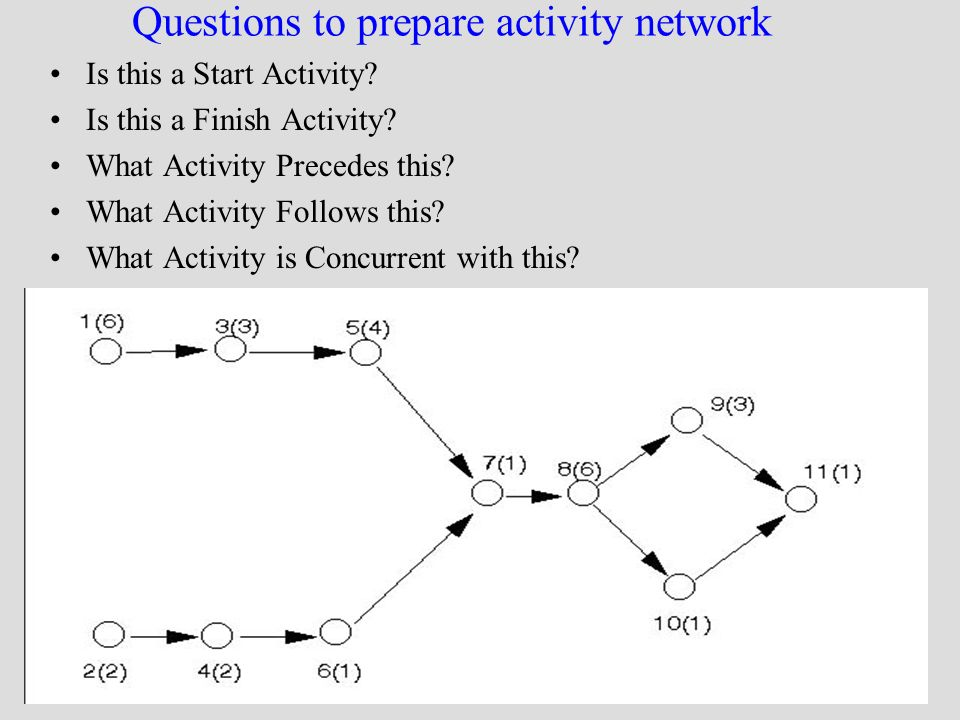 Questions to prepare activity network
• Is this a Start Activity?
• Is this a Finish Activity?
• What Activity Precedes this?
• What Activity Follows this?
• What Activity is Concurrent with this?
1(6)
3(3)
5(4)
9(3)
7(1)
8(6)
11(1)
10(1)
2(2)
4(2)
6(1)